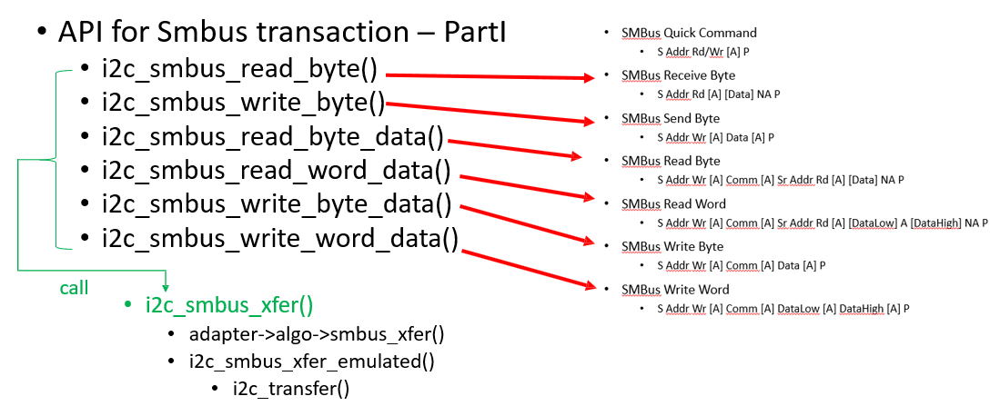 • API for Smbus transaction – PartI
• i2c_smbus_read_byte()
• i2c_smbus_write_byte()
• i2c_smbus_read_byte_data()
• i2c_smbus_read_word_data()
• i2c_smbus_write_byte_data()
• i2c_smbus_write_word_data()
call
• i2c_smbus_xfer()
• adapter->algo->smbus_xfer()
• i2c_smbus_xfer_emulated()
• i2c_transfer()
• SMBus Quick Command
• S Addr Rd/Wr [A] P
• SMBus Receive Byte
• S Addr Rd [A] [Data] NA P
• SMBus Send Byte
• S Addr Wr [A] Data [A] P
• SMBus Read Byte
• S Addr Wr [A] Comm [A] Sr Addr Rd [A] [Data] NA P
• SMBus Read Word
• S Addr Wr [A] Comm [A] Sr Addr Rd [A] [DataLow] A [DataHigh] NA P
• SMBus Write Byte
• S Addr Wr [A] Comm [A] Data [A] P
• SMBus Write Word
• S Addr Wr [A] Comm [A] DataLow [A] DataHigh [A] P